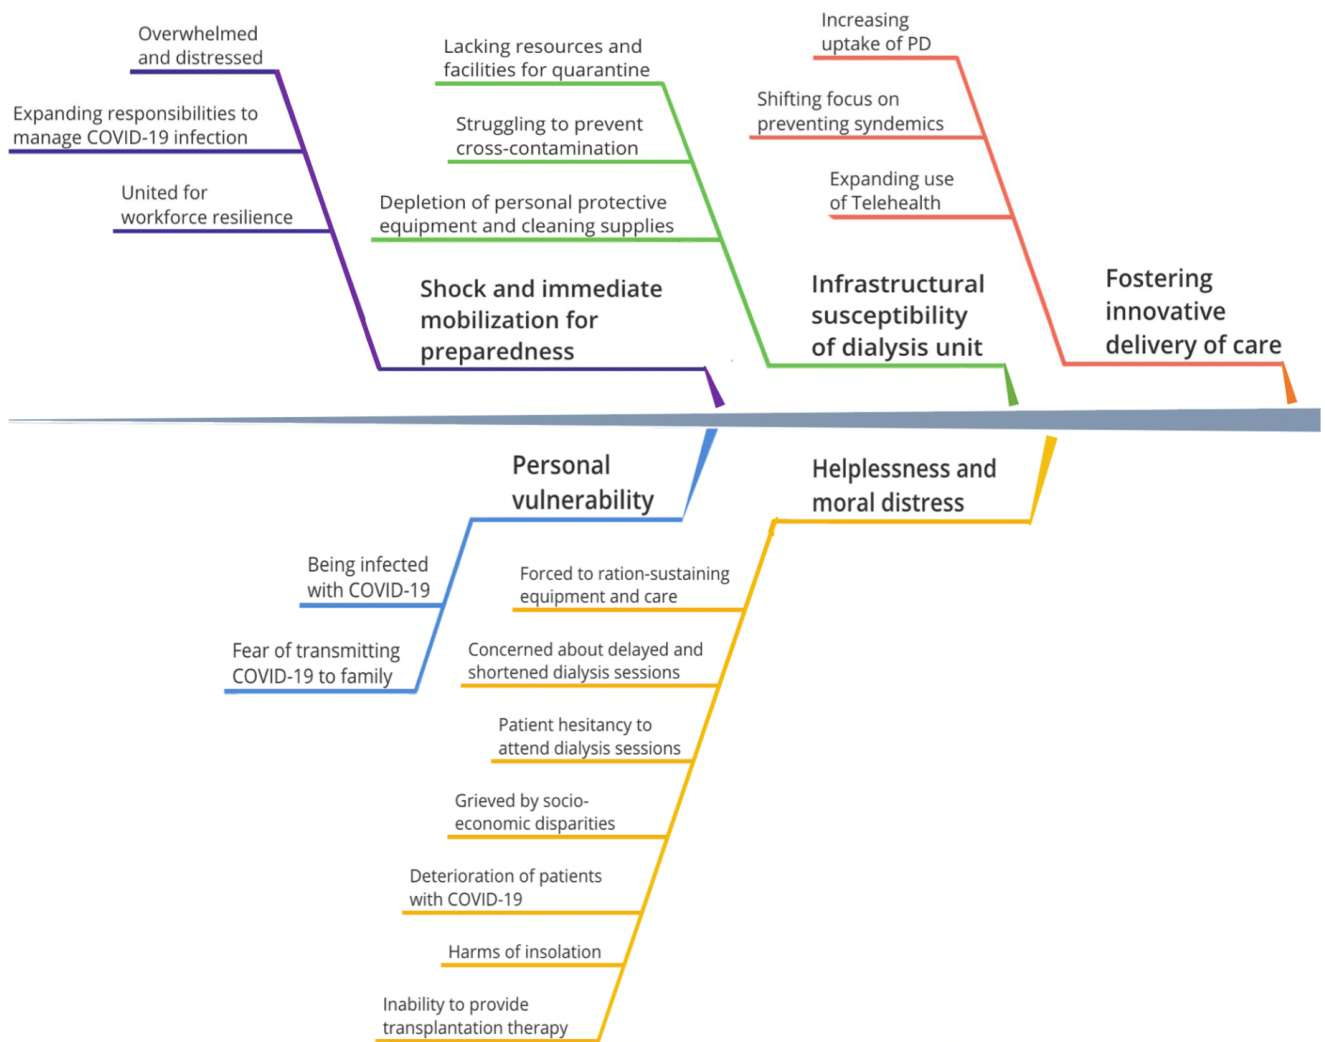 Overwhelmed
and distressed
Expanding responsibilities to
manage COVID-19 infection
United for
workforce resilience
Shock and immediate
mobilization for
preparedness
Lacking resources and
facilities for quarantine
Struggling to prevent
cross-contamination
Depletion of personal protective
equipment and cleaning supplies
Infrastructural
susceptibility
of dialysis unit
Increasing
uptake of PD
Shifting focus on
preventing syndemics
Expanding use
of Telehealth
Fostering
innovative
delivery of care
Personal
vulnerability
Being infected
with COVID-19
Fear of transmitting
COVID-19 to family
Helplessness and
moral distress
Forced to ration-sustaining
equipment and care
Concerned about delayed and
shortened dialysis sessions
Patient hesitancy to
attend dialysis sessions
Grieved by socio-
economic disparities
Deterioration of patients
with COVID-19
Harms of insolation
Inability to provide
transplantation therapy